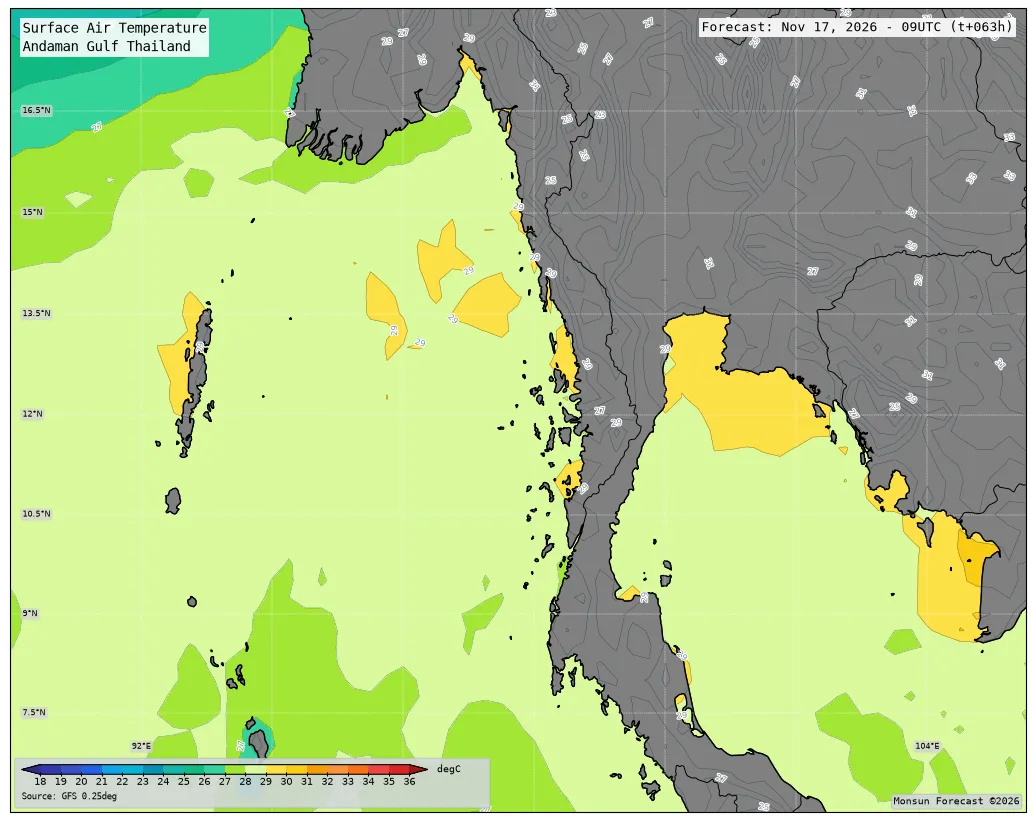 Surface Air Temperature
Andaman Gulf Thailand
Forecast: Nov 17, 2026 - 09UTC (t+063h)
16.5°N
15°N
13.5°N
12°N
10.5°N
9°N
7.5°N
92°E
104°E
18 19 20 21 22 23 24 25 26 27 28 29 30 31 32 33 34 35 36 degC
Source: GFS 0.25deg
Monsun Forecast ©2026